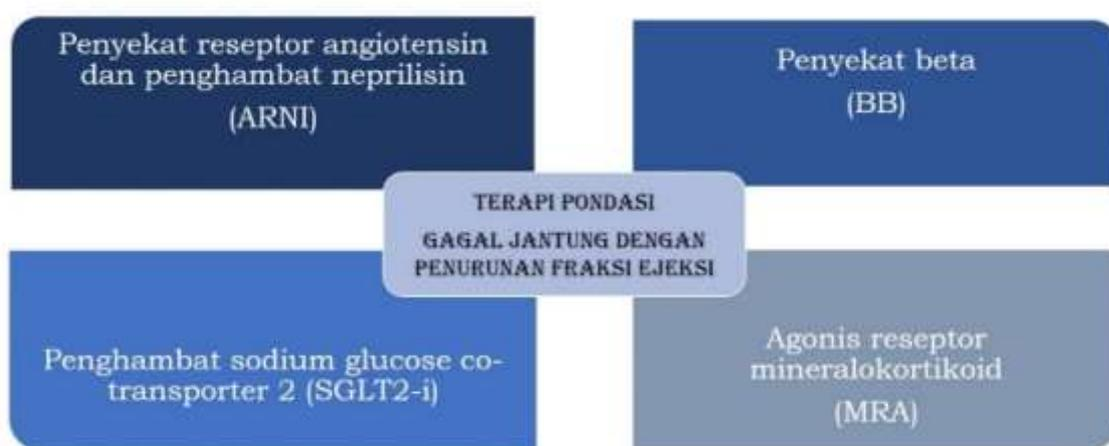 Penyekat reseptor angiotensin
dan penghambat neprilisin
(ARNI)
Penyekat beta
(BB)
TERAPI PONDASI
GAGAL JANTUNG DENGAN
PENURUNAN FRAKSI EJEKSI
Penghambat sodium glucose co-
transporter 2 (SGLT2-i)
Agonis reseptor
mineralokortikoid
(MRA)